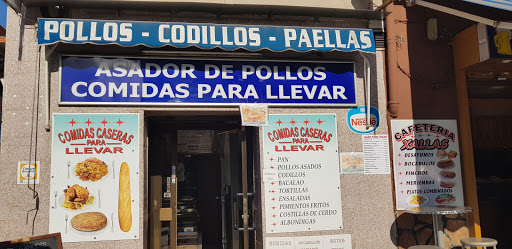 POLLOS - CODILLOS - PAELLAS
ASADOR DE POLLOS
COMIDAS PARA LLEVAR
COMIDAS CASERAS
PARA
LLEVAR
COMIDAS CASERAS
PARA
LLEVAR
PAN
POLLOS ASADOS
CODILLOS
BACALAO
TORTILLAS
ENSALADAS
PIMIENTOS FRITOS
COSTILLAS DE CERDO
ALBONDIGAS
BEBIDAS
Nestlé
CAFETERIA
XALLAS
DESAYUNOS
BOCADILLOS
PINCHOS
MERIENDAS
PLATOS COMBINADOS